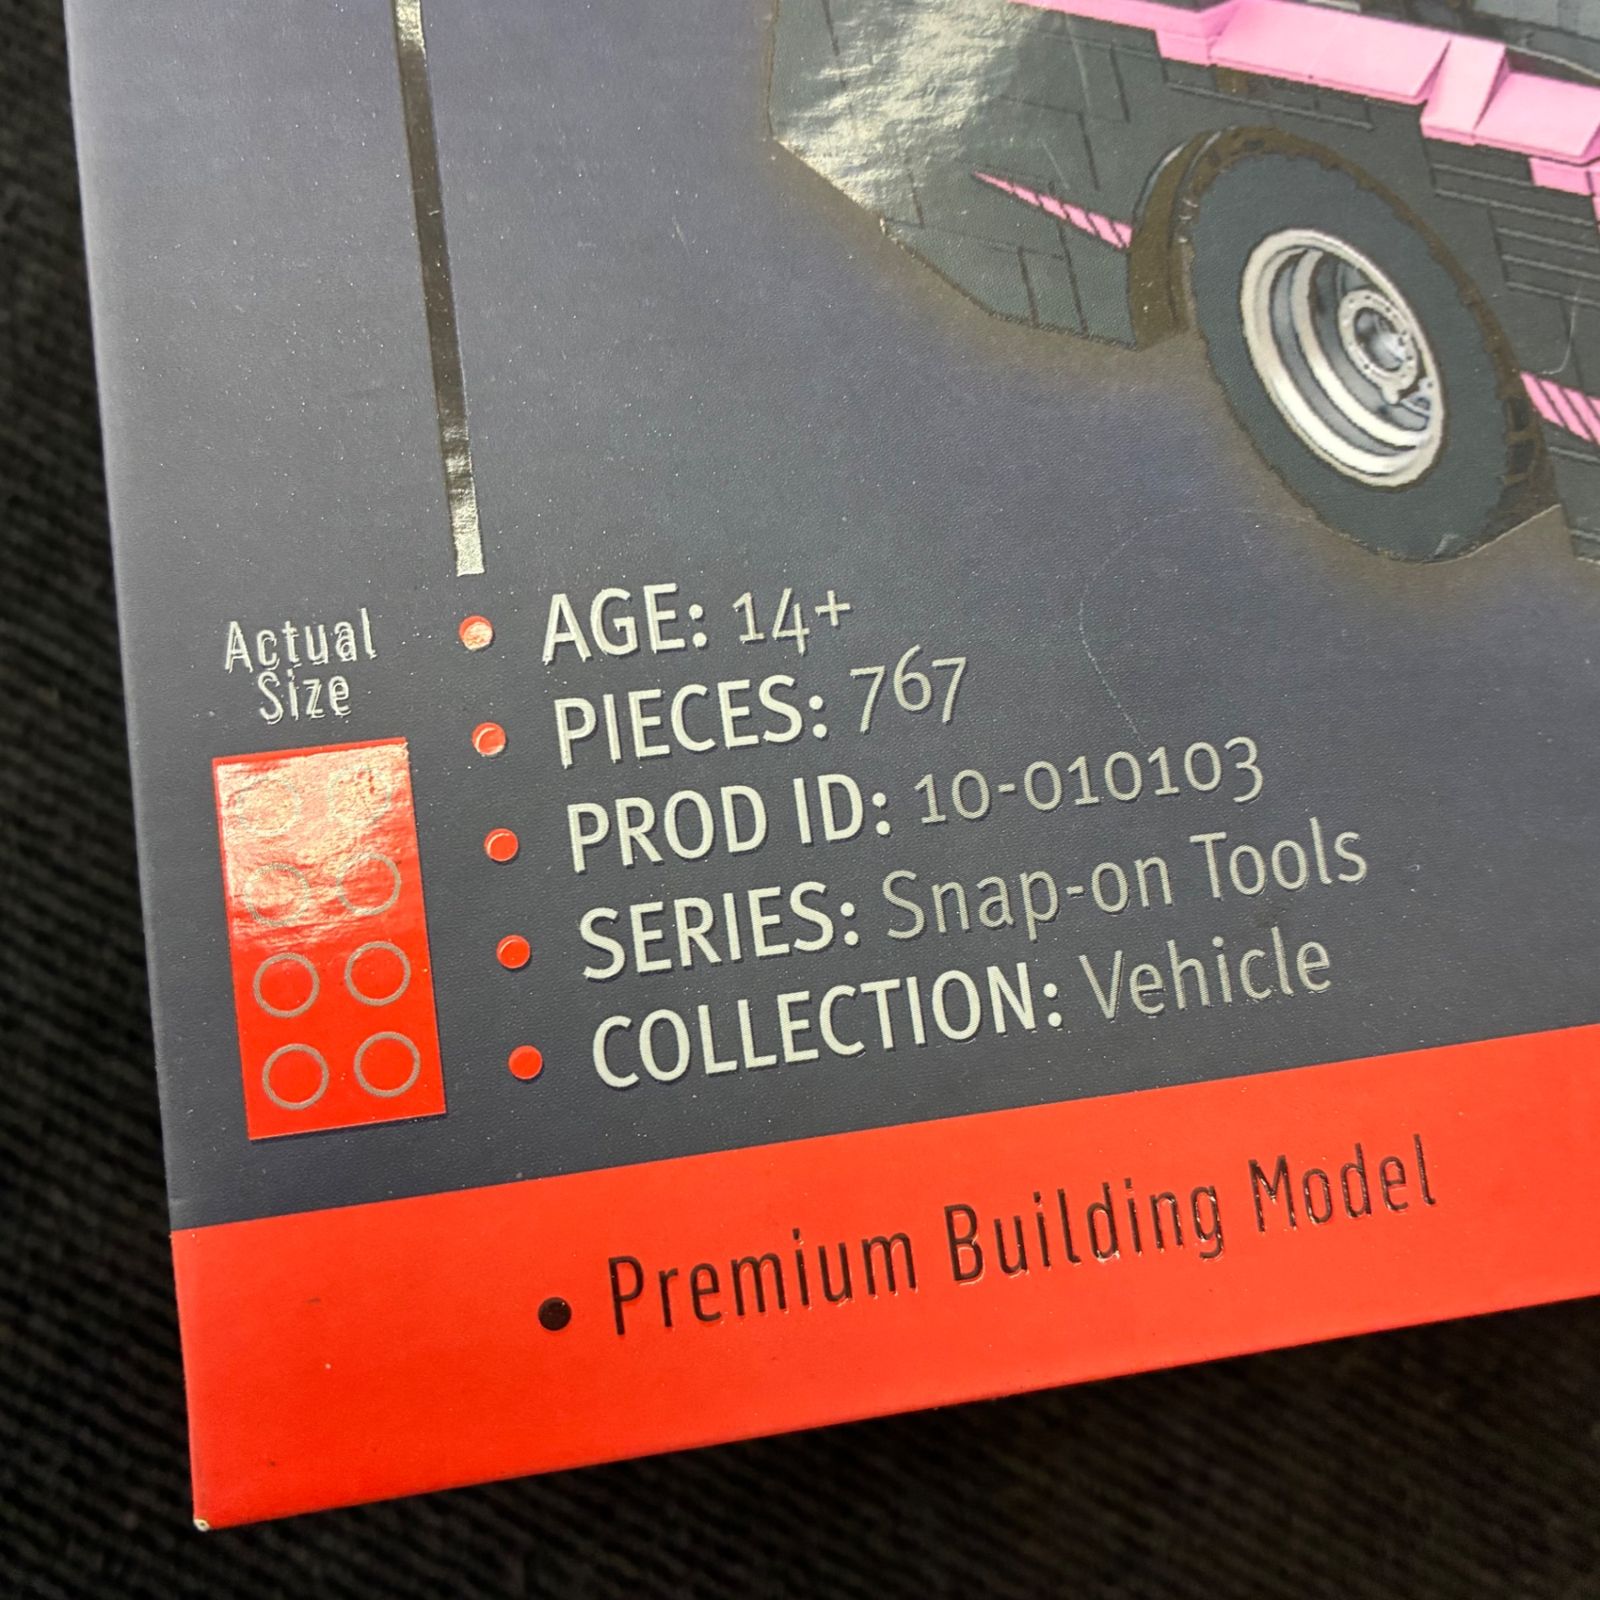 Actual
Size
• AGE: 14+
• PIECES: 767
• PROD ID: 10-010103
• SERIES: Snap-on Tools
• COLLECTION: Vehicle
• Premium Building Model